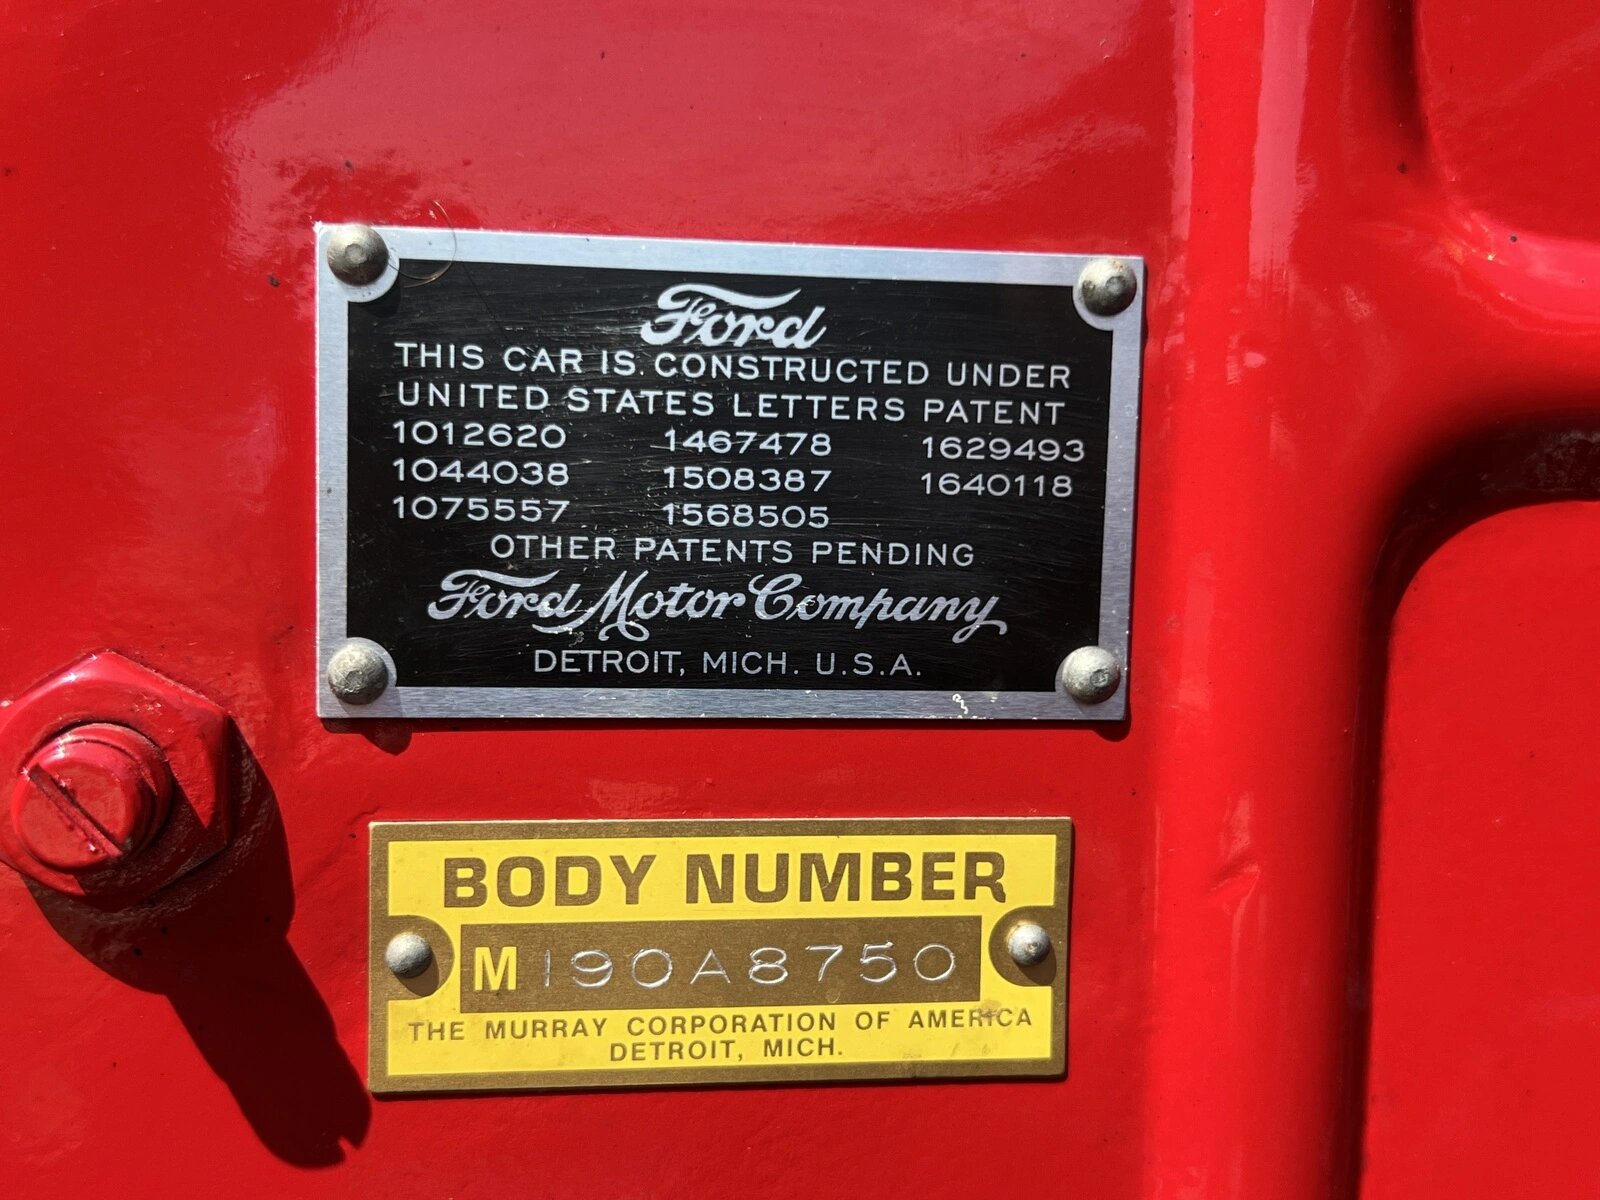 Ford
THIS CAR IS CONSTRUCTED UNDER
UNITED STATES LETTERS PATENT
1012620 1467478 1629493
1044038 1508387 1640118
1075557 1568505
OTHER PATENTS PENDING
Ford Motor Company
DETROIT, MICH. U.S.A.
BODY NUMBER
M 190A8750
THE MURRAY CORPORATION OF AMERICA
DETROIT, MICH.